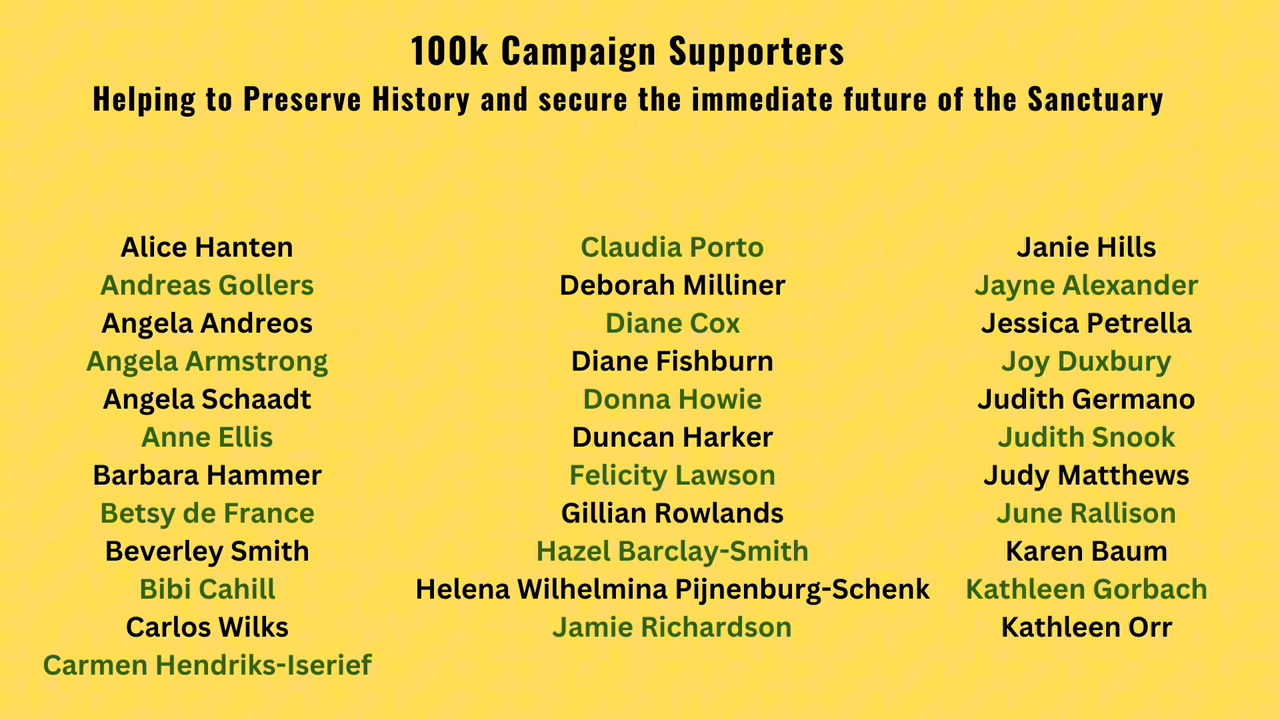 100k Campaign Supporters
Helping to Preserve History and secure the immediate future of the Sanctuary
Alice Hanten
Andreas Gollers
Angela Andreos
Angela Armstrong
Angela Schaadt
Anne Ellis
Barbara Hammer
Betsy de France
Beverley Smith
Bibi Cahill
Carlos Wilks
Carmen Hendriks-Iserief
Claudia Porto
Deborah Milliner
Diane Cox
Diane Fishburn
Donna Howie
Duncan Harker
Felicity Lawson
Gillian Rowlands
Hazel Barclay-Smith
Helena Wilhelmina Pijnenburg-Schenk
Jamie Richardson
Janie Hills
Jayne Alexander
Jessica Petrella
Joy Duxbury
Judith Germano
Judith Snook
Judy Matthews
June Rallison
Karen Baum
Kathleen Gorbach
Kathleen Orr